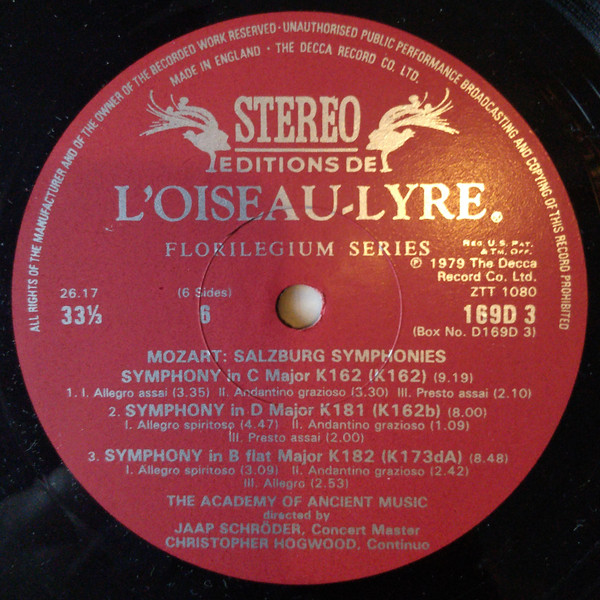 ALL RIGHTS OF THE MANUFACTURER AND OF THE OWNER OF THE RECORDED WORK RESERVED · UNAUTHORISED PUBLIC PERFORMANCE BROADCASTING AND COPYING OF THIS RECORD PROHIBITED
MADE IN ENGLAND · THE DECCA RECORD CO. LTD.
STEREO
EDITIONS DE
L'OISEAU-LYRE®
FLORILEGIUM SERIES
REG. U.S. PAT.
& TM. OFF.
℗ 1979 The Decca
Record Co. Ltd.
26.17
(6 Sides)
ZTT 1080
33⅓
6
169D 3
(Box No. D169D 3)
MOZART: SALZBURG SYMPHONIES
SYMPHONY in C Major K162 (K162) (9.19)
1. I. Allegro assai (3.35) II. Andantino grazioso (3.30) III. Presto assai (2.10)
2. SYMPHONY in D Major K181 (K162b) (8.00)
I. Allegro spiritoso (4.47) II. Andantino grazioso (1.09)
III. Presto assai (2.00)
3. SYMPHONY in B flat Major K182 (K173dA) (8.48)
I. Allegro spiritoso (3.09) II. Andantino grazioso (2.42)
III. Allegro (2.53)
THE ACADEMY OF ANCIENT MUSIC
directed by
JAAP SCHRÖDER, Concert Master
CHRISTOPHER HOGWOOD, Continuo